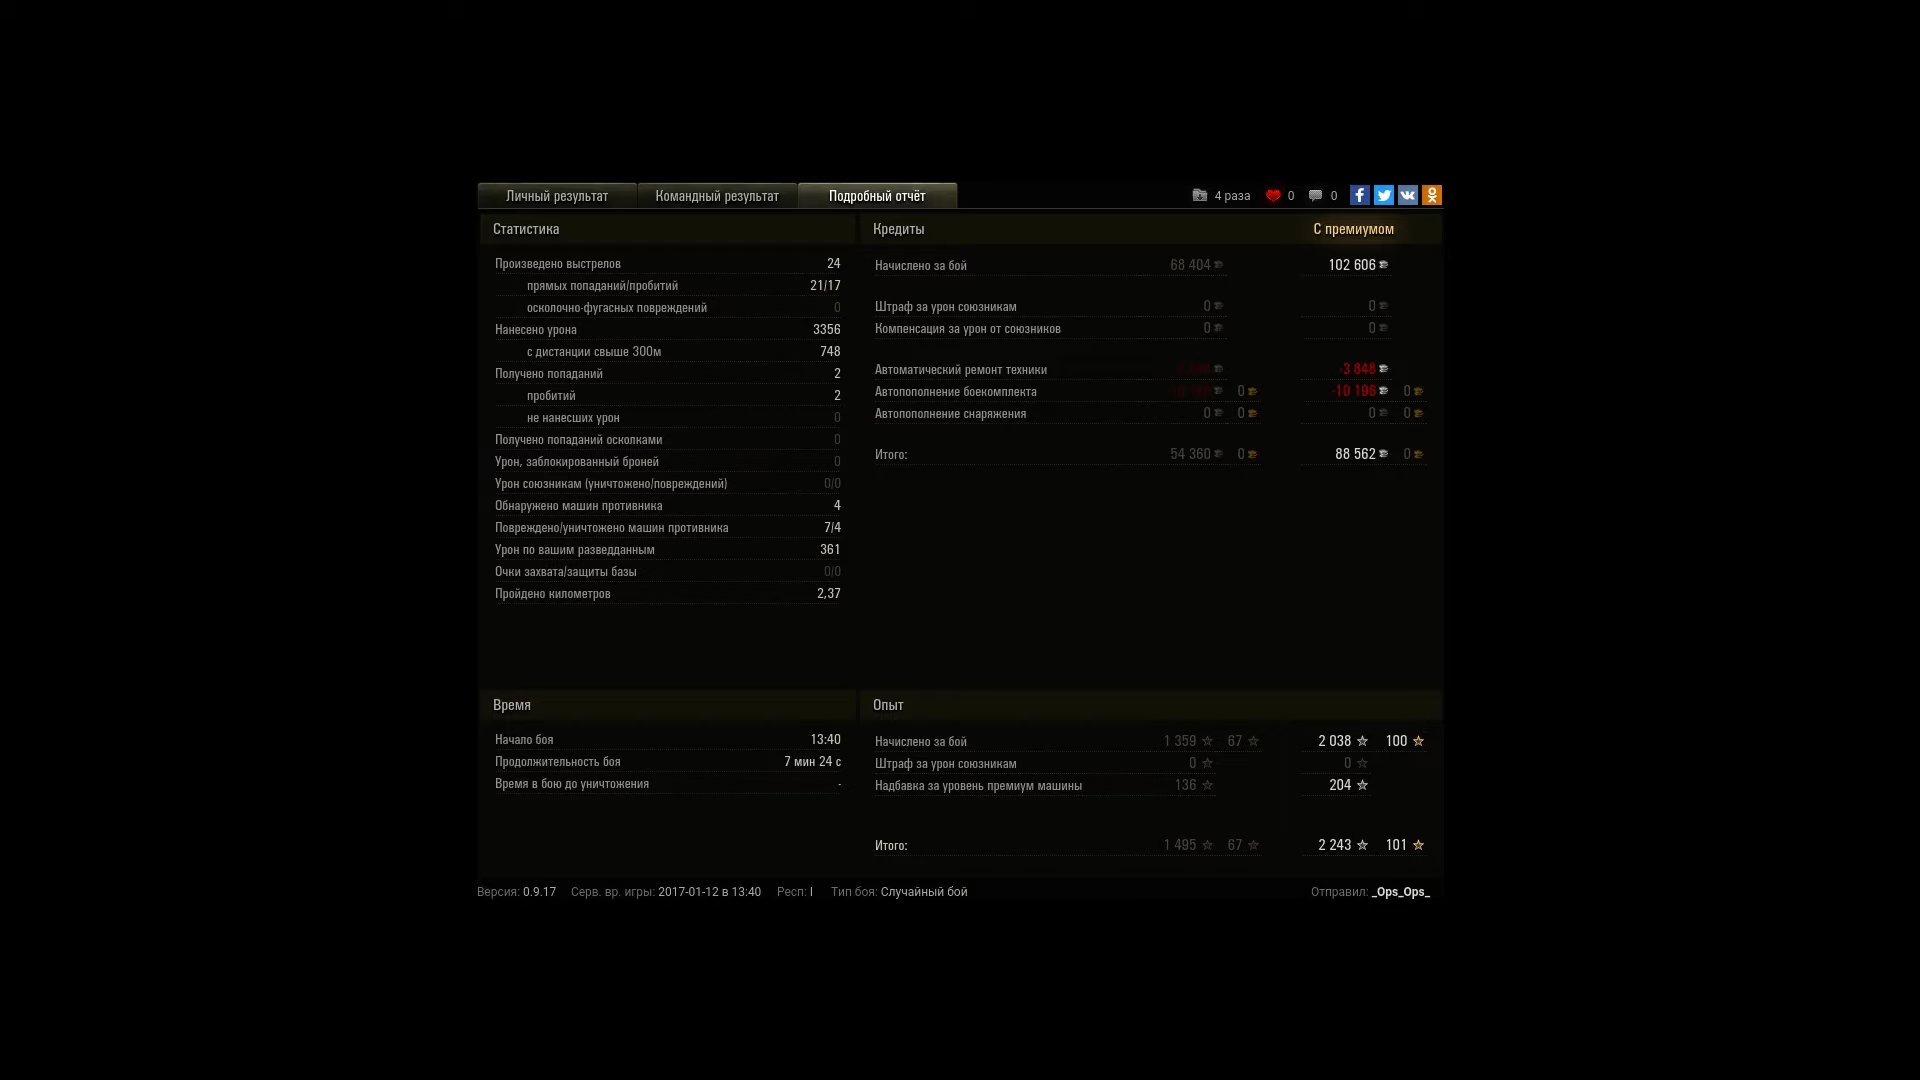 Личный результат Командный результат Подробный отчёт 4 раза 0 0
Статистика
Произведено выстрелов 24
прямых попаданий/пробитий 21/17
осколочно-фугасных повреждений 0
Нанесено урона 3356
с дистанции свыше 300м 748
Получено попаданий 2
пробитий 2
не нанесших урон 0
Получено попаданий осколками 0
Урон, заблокированный броней 0
Урон союзникам (уничтожено/повреждений) 0/0
Обнаружено машин противника 4
Повреждено/уничтожено машин противника 7/4
Урон по вашим разведданным 361
Очки захвата/защиты базы 0/0
Пройдено километров 2,37
Кредиты С премиумом
Начислено за бой 68 404 102 606
Штраф за урон союзникам 0 0
Компенсация за урон от союзников 0 0
Автоматический ремонт техники -3 848
Автопополнение боекомплекта 0 -10 196 0
Автопополнение снаряжения 0 0 0 0
Итого: 54 360 0 88 562 0
Время
Начало боя 13:40
Продолжительность боя 7 мин 24 с
Время в бою до уничтожения -
Опыт
Начислено за бой 1 359 67 2 038 100
Штраф за урон союзникам 0 0
Надбавка за уровень премиум машины 136 204
Итого: 1 495 67 2 243 101
Версия: 0.9.17 Серв. вр. игры: 2017-01-12 в 13:40 Респ: I Тип боя: Случайный бой Отправил: _Ops_Ops_